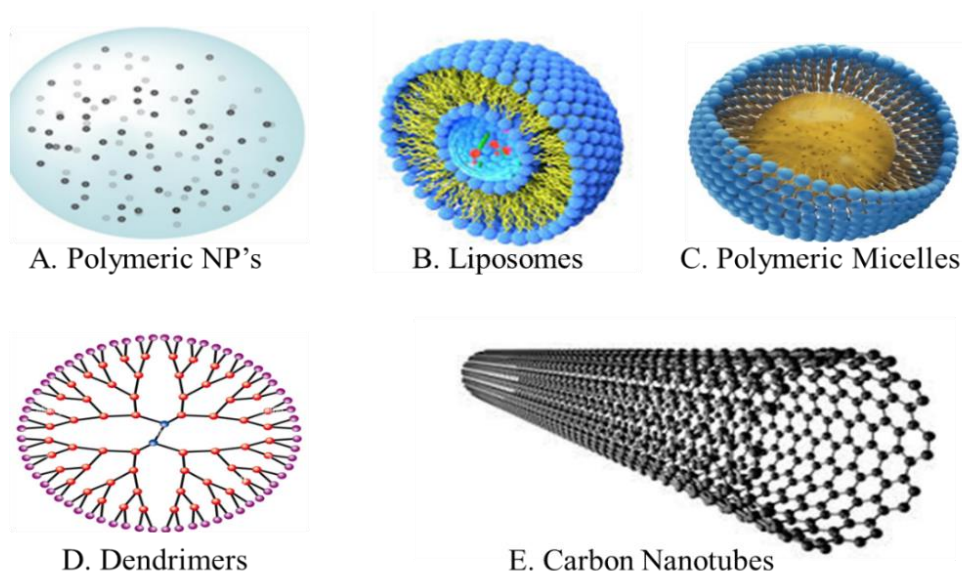 A. Polymeric NP's
B. Liposomes
C. Polymeric Micelles
D. Dendrimers
E. Carbon Nanotubes